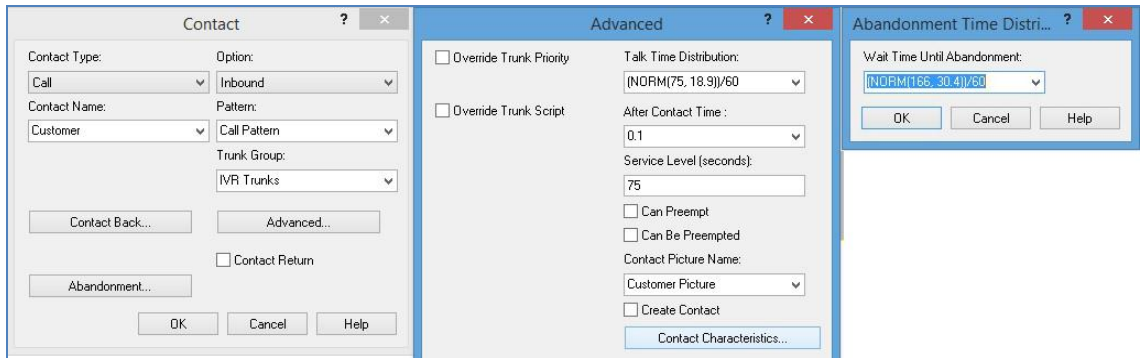 Contact
?
×
Contact Type:
Option:
Call
Inbound
Contact Name:
Pattern:
Customer
Call Pattern
Trunk Group:
IVR Trunks
Contact Back...
Advanced...
Contact Return
Abandonment...
OK
Cancel
Help
Advanced
?
×
Override Trunk Priority
Talk Time Distribution:
(NORM(75, 18.9))/60
Override Trunk Script
After Contact Time :
0.1
Service Level (seconds):
75
Can Preempt
Can Be Preempted
Contact Picture Name:
Customer Picture
Create Contact
Contact Characteristics...
Abandonment Time Distri...
?
×
Wait Time Until Abandonment:
(NORM(166, 30.4))/60
OK
Cancel
Help